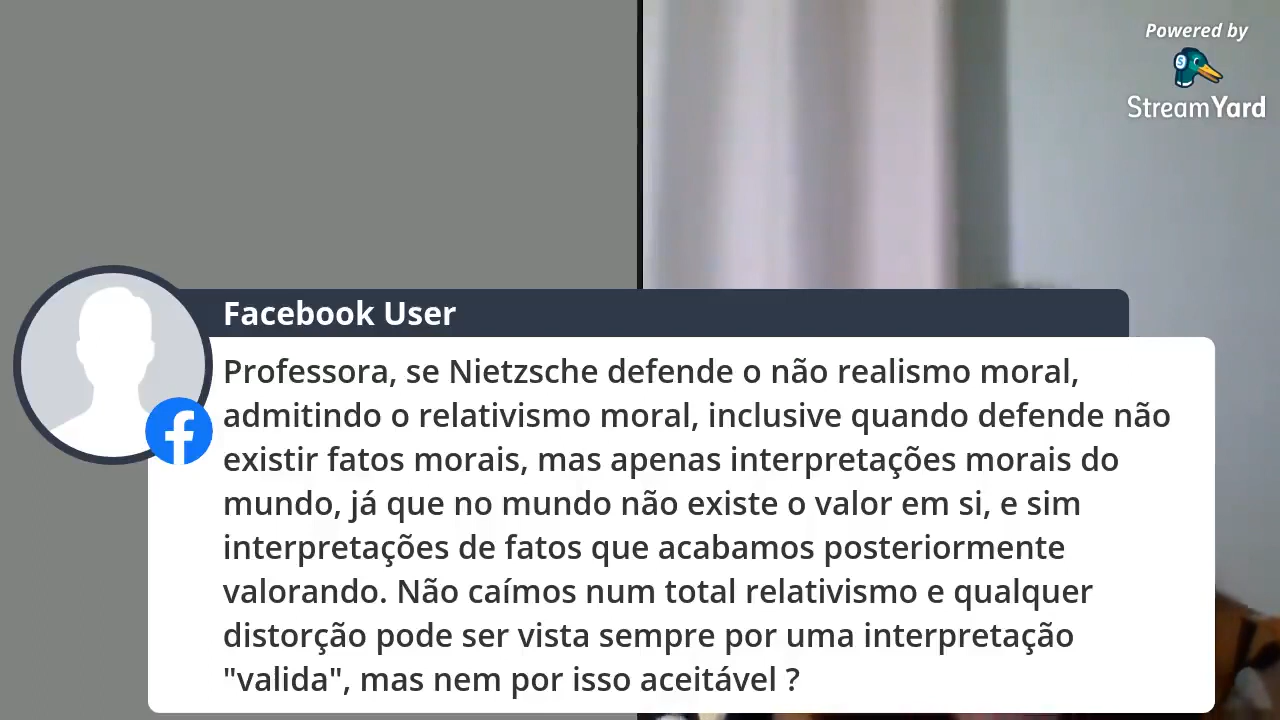 Powered by
StreamYard
Facebook User
Professora, se Nietzsche defende o não realismo moral,
admitindo o relativismo moral, inclusive quando defende não
existir fatos morais, mas apenas interpretações morais do
mundo, já que no mundo não existe o valor em si, e sim
interpretações de fatos que acabamos posteriormente
valorando. Não caímos num total relativismo e qualquer
distorção pode ser vista sempre por uma interpretação
"valida", mas nem por isso aceitável ?